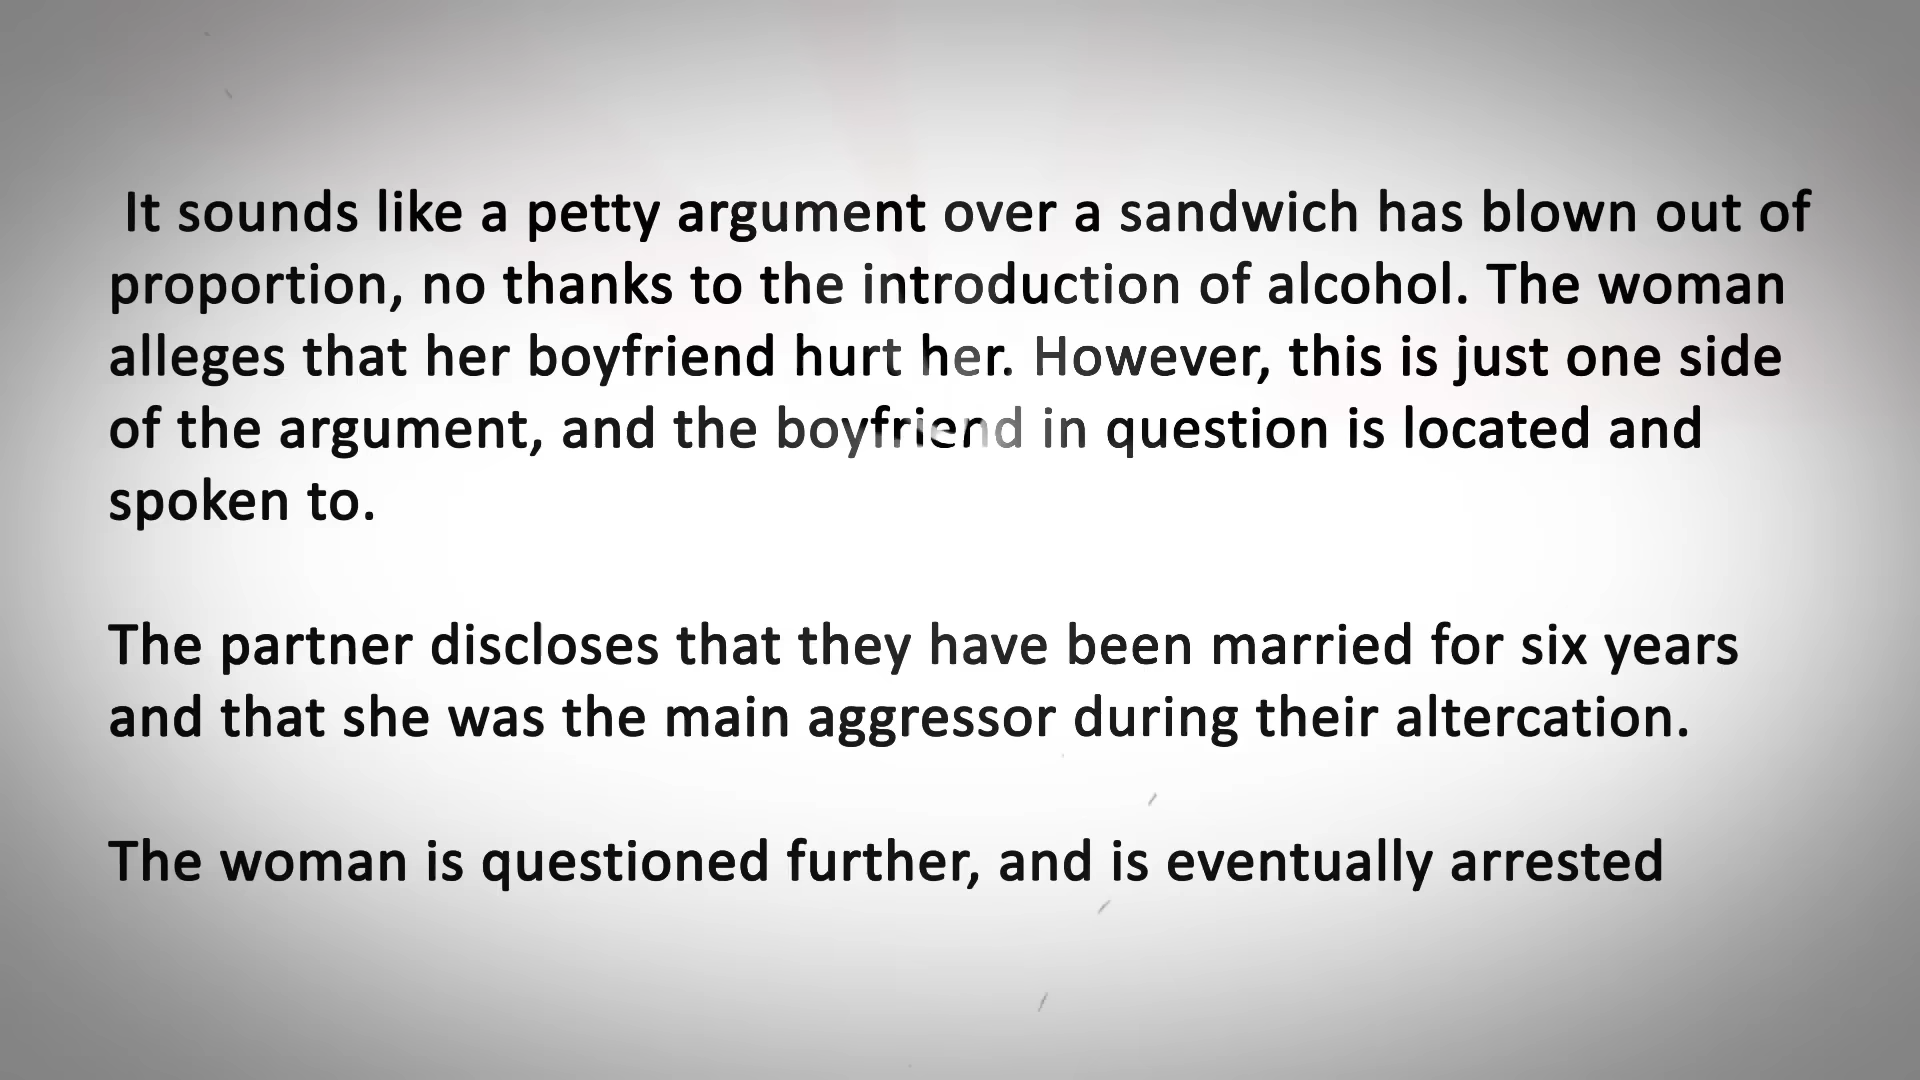 It sounds like a petty argument over a sandwich has blown out of
proportion, no thanks to the introduction of alcohol. The woman
alleges that her boyfriend hurt her. However, this is just one side
of the argument, and the boyfriend in question is located and
spoken to.
The partner discloses that they have been married for six years
and that she was the main aggressor during their altercation.
The woman is questioned further, and is eventually arrested